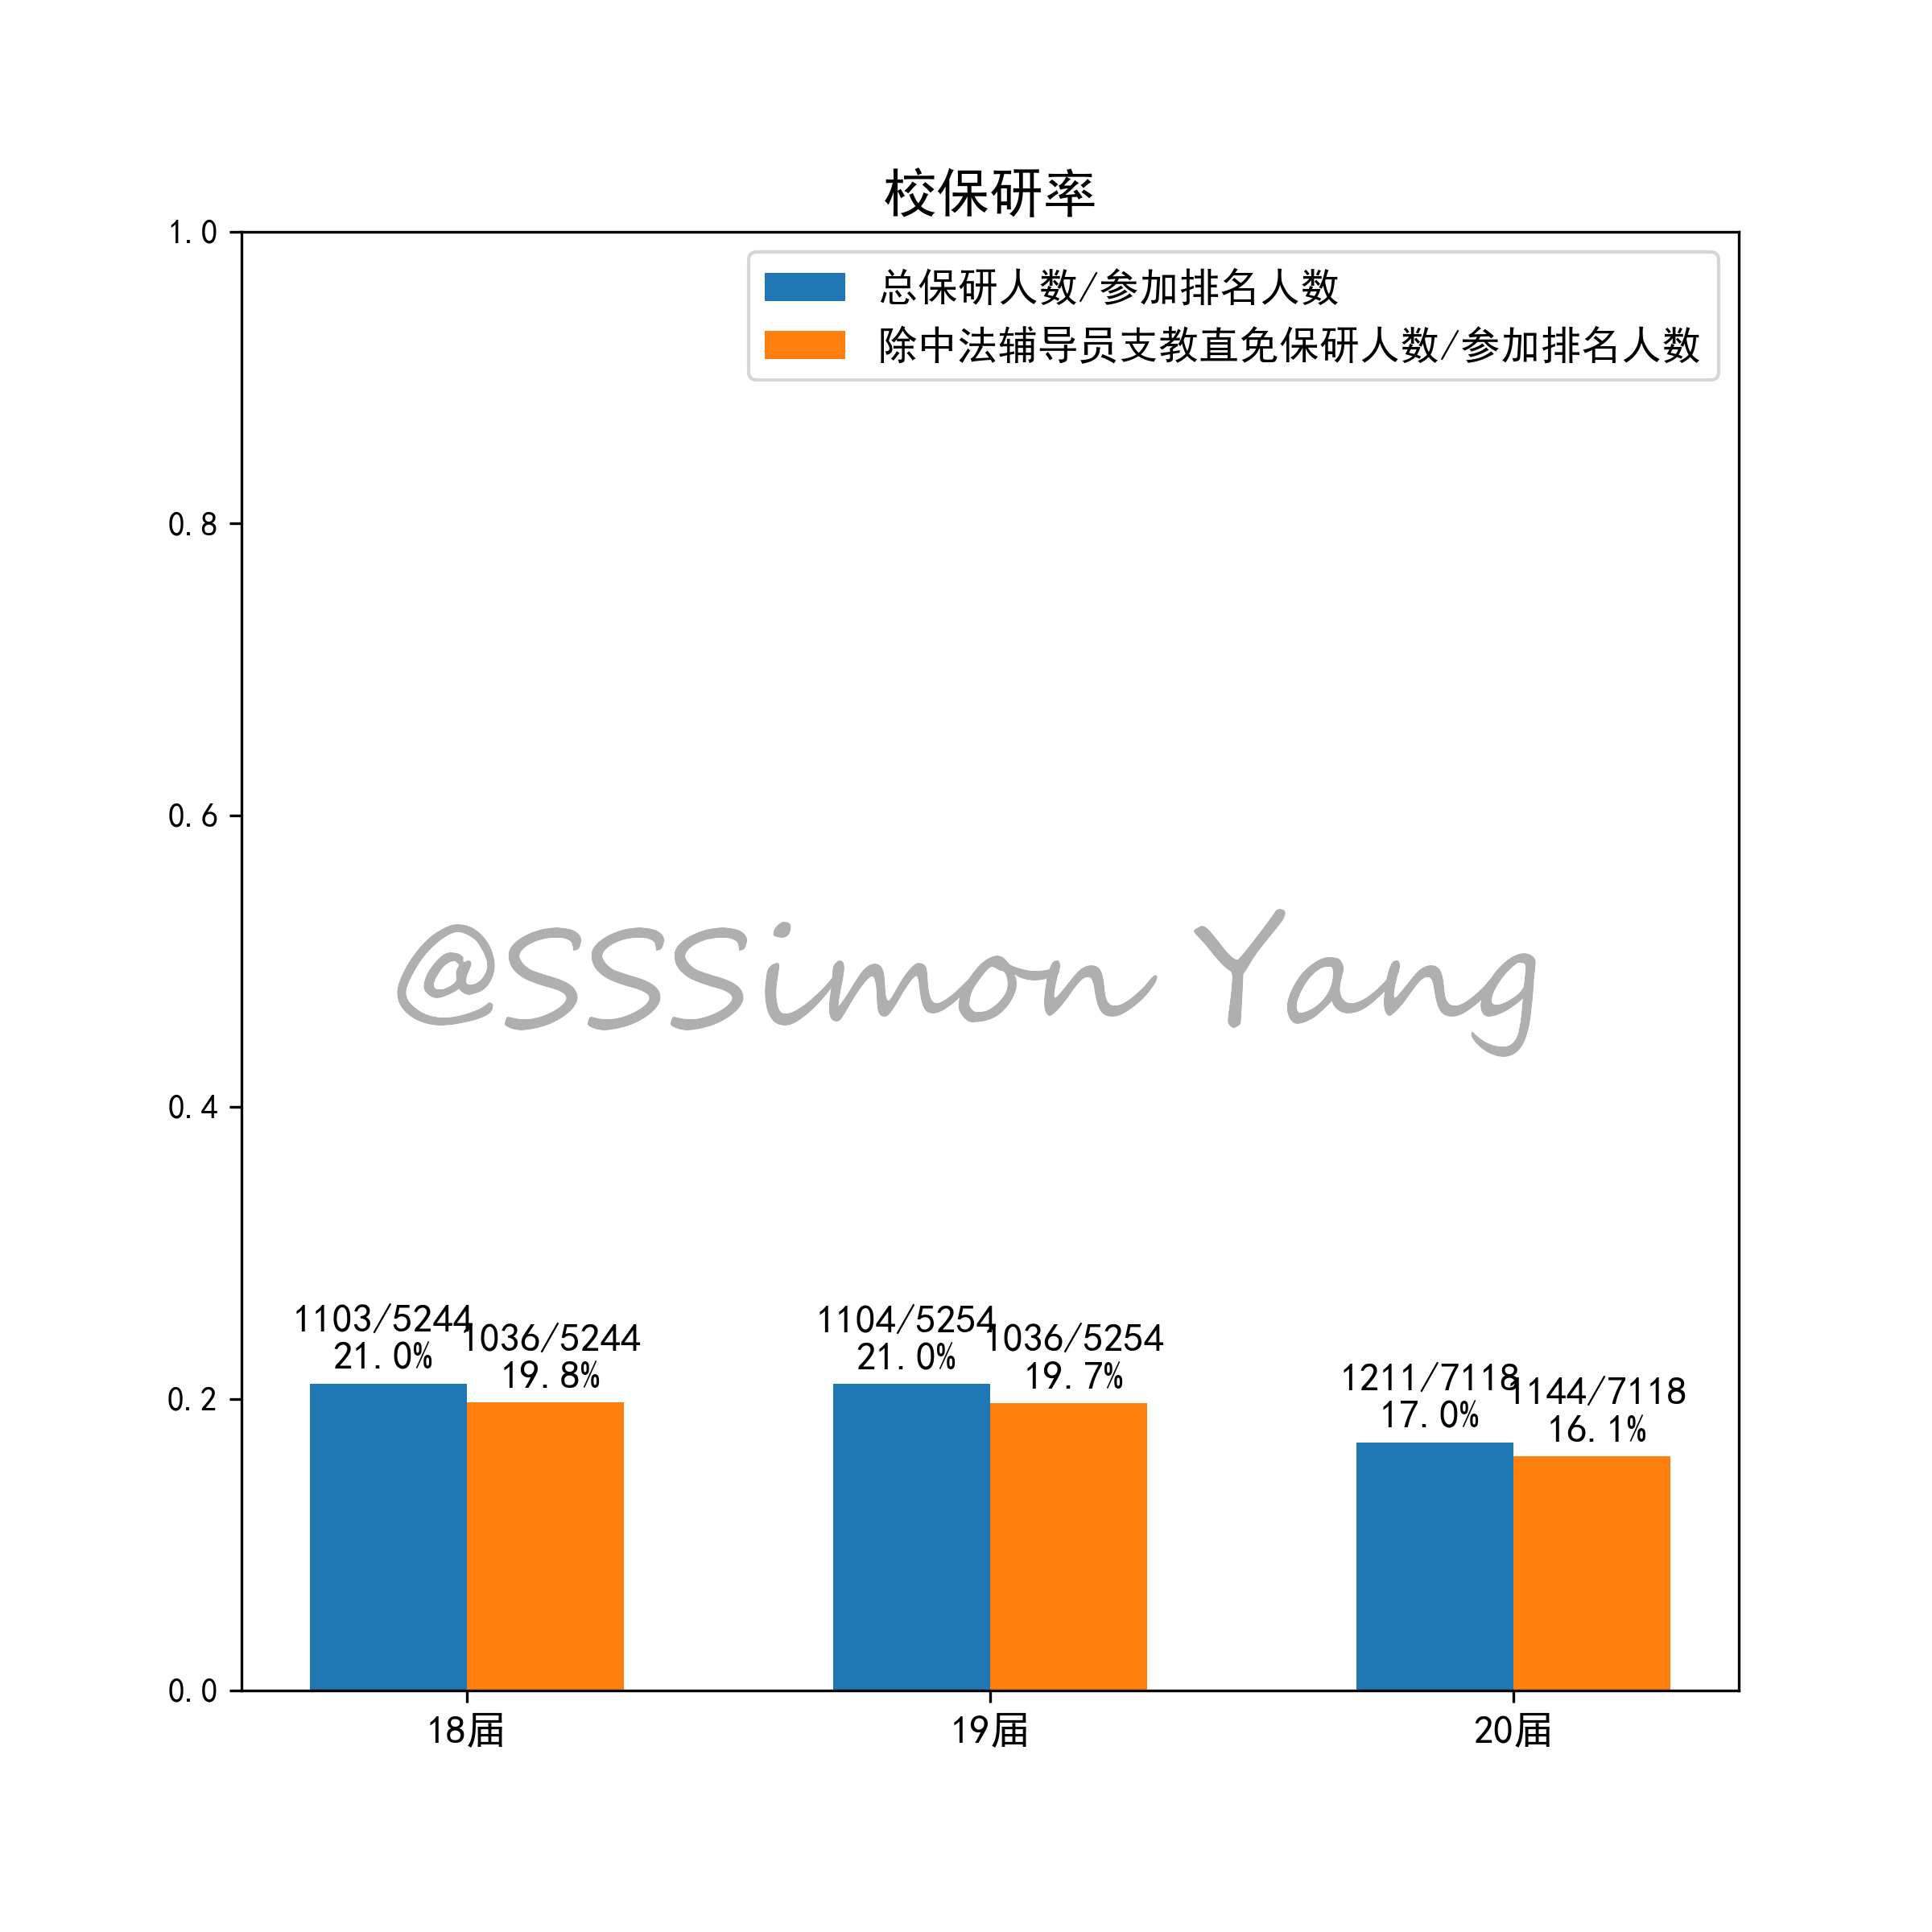 校保研率
总保研人数/参加排名人数
除中法辅导员支教直免保研人数/参加排名人数
1.0
0.8
0.6
0.4
0.2
0.0
@SSSimon Yang
1103/5244
21.0%
1036/5244
19.8%
1104/5254
21.0%
1036/5254
19.7%
1211/7118
17.0%
1144/7118
16.1%
18届
19届
20届